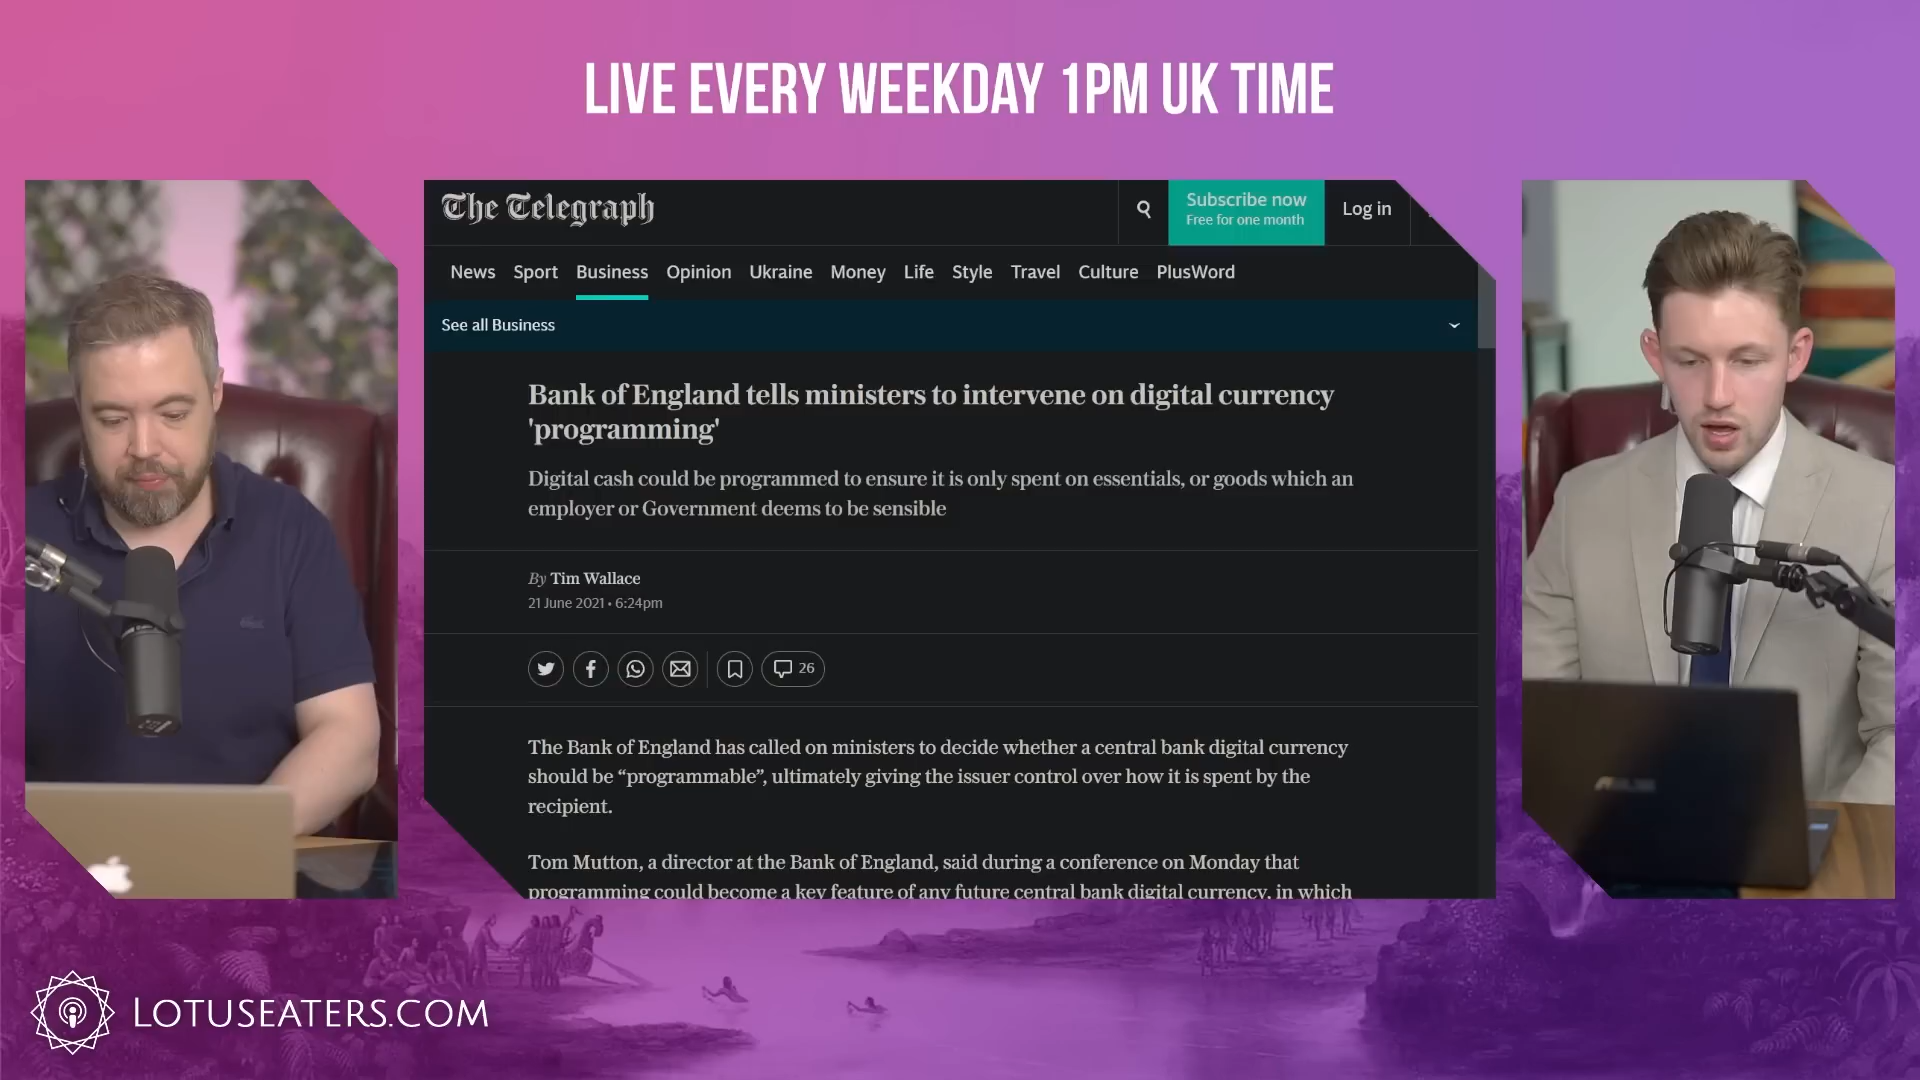 LIVE EVERY WEEKDAY 1PM UK TIME
The Telegraph
Subscribe now
Free for one month
Log in
News Sport Business Opinion Ukraine Money Life Style Travel Culture PlusWord
See all Business
Bank of England tells ministers to intervene on digital currency
'programming'
Digital cash could be programmed to ensure it is only spent on essentials, or goods which an
employer or Government deems to be sensible
By Tim Wallace
21 June 2021 • 6:24pm
26
The Bank of England has called on ministers to decide whether a central bank digital currency
should be “programmable”, ultimately giving the issuer control over how it is spent by the
recipient.
Tom Mutton, a director at the Bank of England, said during a conference on Monday that
programming could become a key feature of any future central bank digital currency, in which
ASUS
LOTUSEATERS.COM